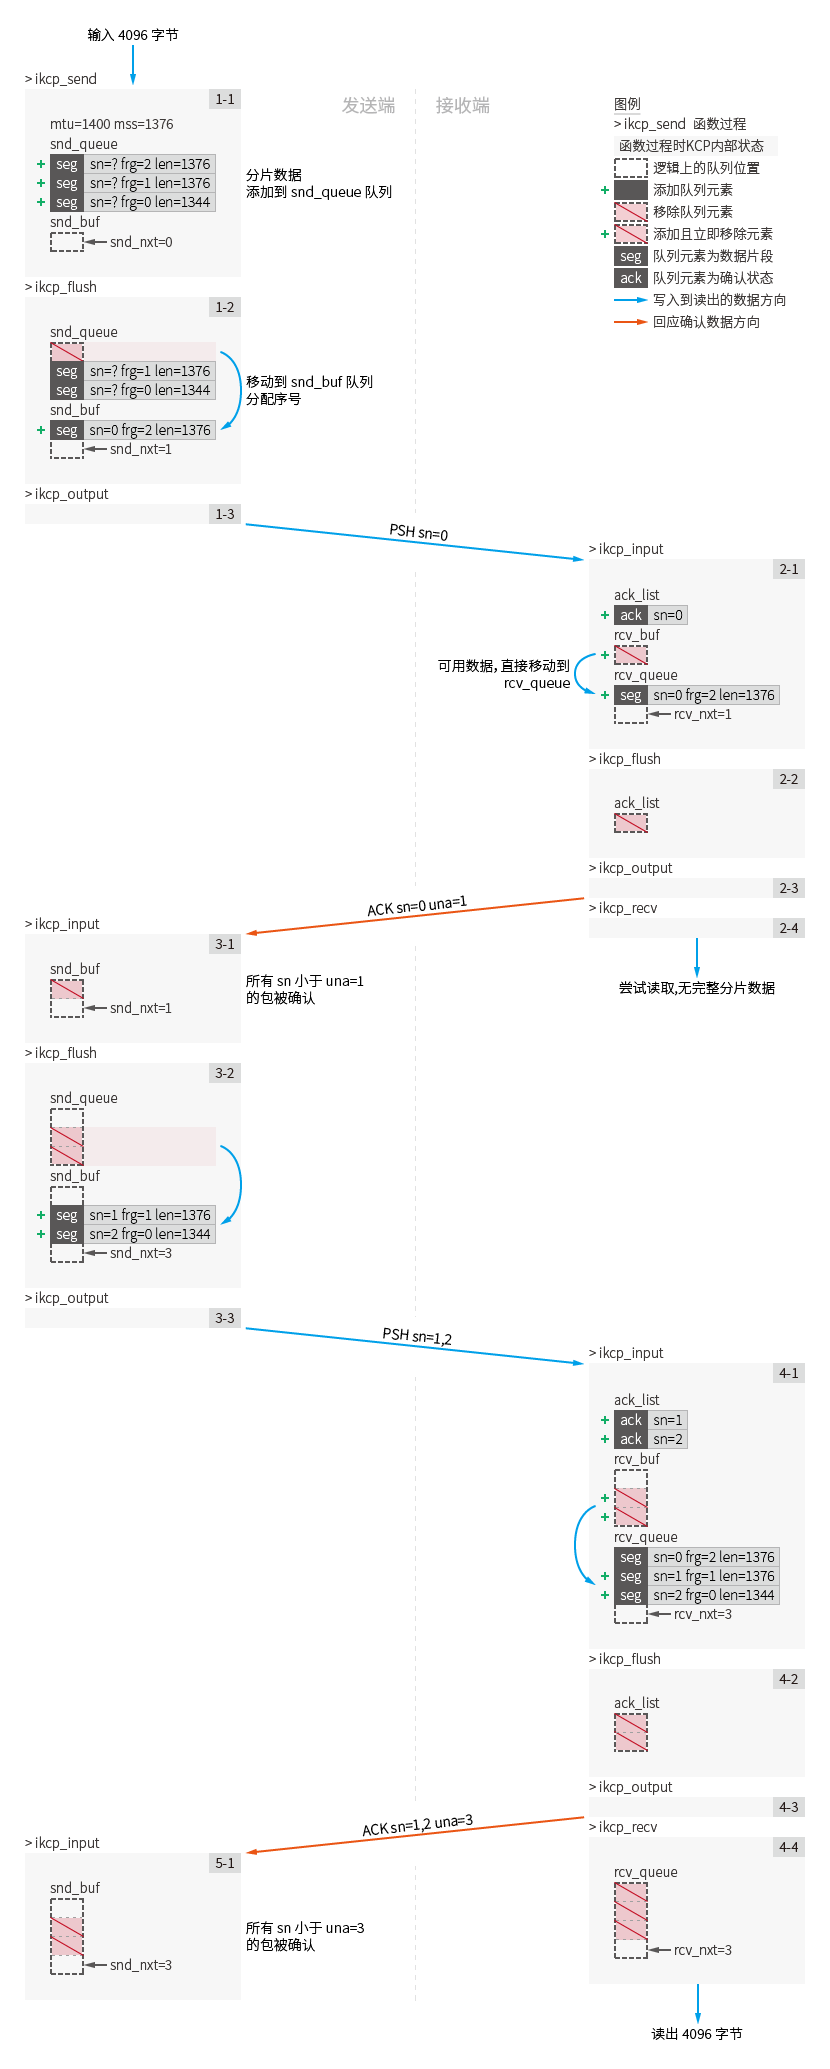 输入 4096 字节
> ikcp_send
1-1
发送端
接收端
mtu=1400 mss=1376
snd_queue
seg sn=? frg=2 len=1376
seg sn=? frg=1 len=1376
seg sn=? frg=0 len=1344
snd_buf
snd_nxt=0
分片数据
添加到 snd_queue 队列
图例
> ikcp_send 函数过程
函数过程时KCP内部状态
逻辑上的队列位置
添加队列元素
移除队列元素
添加且立即移除元素
seg 队列元素为数据片段
ack 队列元素为确认状态
写入到读出的数据方向
回应确认数据方向
> ikcp_flush
1-2
snd_queue
seg sn=? frg=1 len=1376
seg sn=? frg=0 len=1344
snd_buf
seg sn=0 frg=2 len=1376
snd_nxt=1
移动到 snd_buf 队列
分配序号
> ikcp_output
1-3
PSH sn=0
> ikcp_input
2-1
ack_list
ack sn=0
rcv_buf
可用数据, 直接移动到
rcv_queue
rcv_queue
seg sn=0 frg=2 len=1376
rcv_nxt=1
> ikcp_flush
2-2
ack_list
> ikcp_output
2-3
ACK sn=0 una=1
> ikcp_recv
2-4
尝试读取,无完整分片数据
> ikcp_input
3-1
snd_buf
snd_nxt=1
所有 sn 小于 una=1
的包被确认
> ikcp_flush
3-2
snd_queue
snd_buf
seg sn=1 frg=1 len=1376
seg sn=2 frg=0 len=1344
snd_nxt=3
> ikcp_output
3-3
PSH sn=1,2
> ikcp_input
4-1
ack_list
ack sn=1
ack sn=2
rcv_buf
rcv_queue
seg sn=0 frg=2 len=1376
seg sn=1 frg=1 len=1376
seg sn=2 frg=0 len=1344
rcv_nxt=3
> ikcp_flush
4-2
ack_list
> ikcp_output
4-3
ACK sn=1,2 una=3
> ikcp_recv
4-4
rcv_queue
rcv_nxt=3
读出 4096 字节
> ikcp_input
5-1
snd_buf
snd_nxt=3
所有 sn 小于 una=3
的包被确认